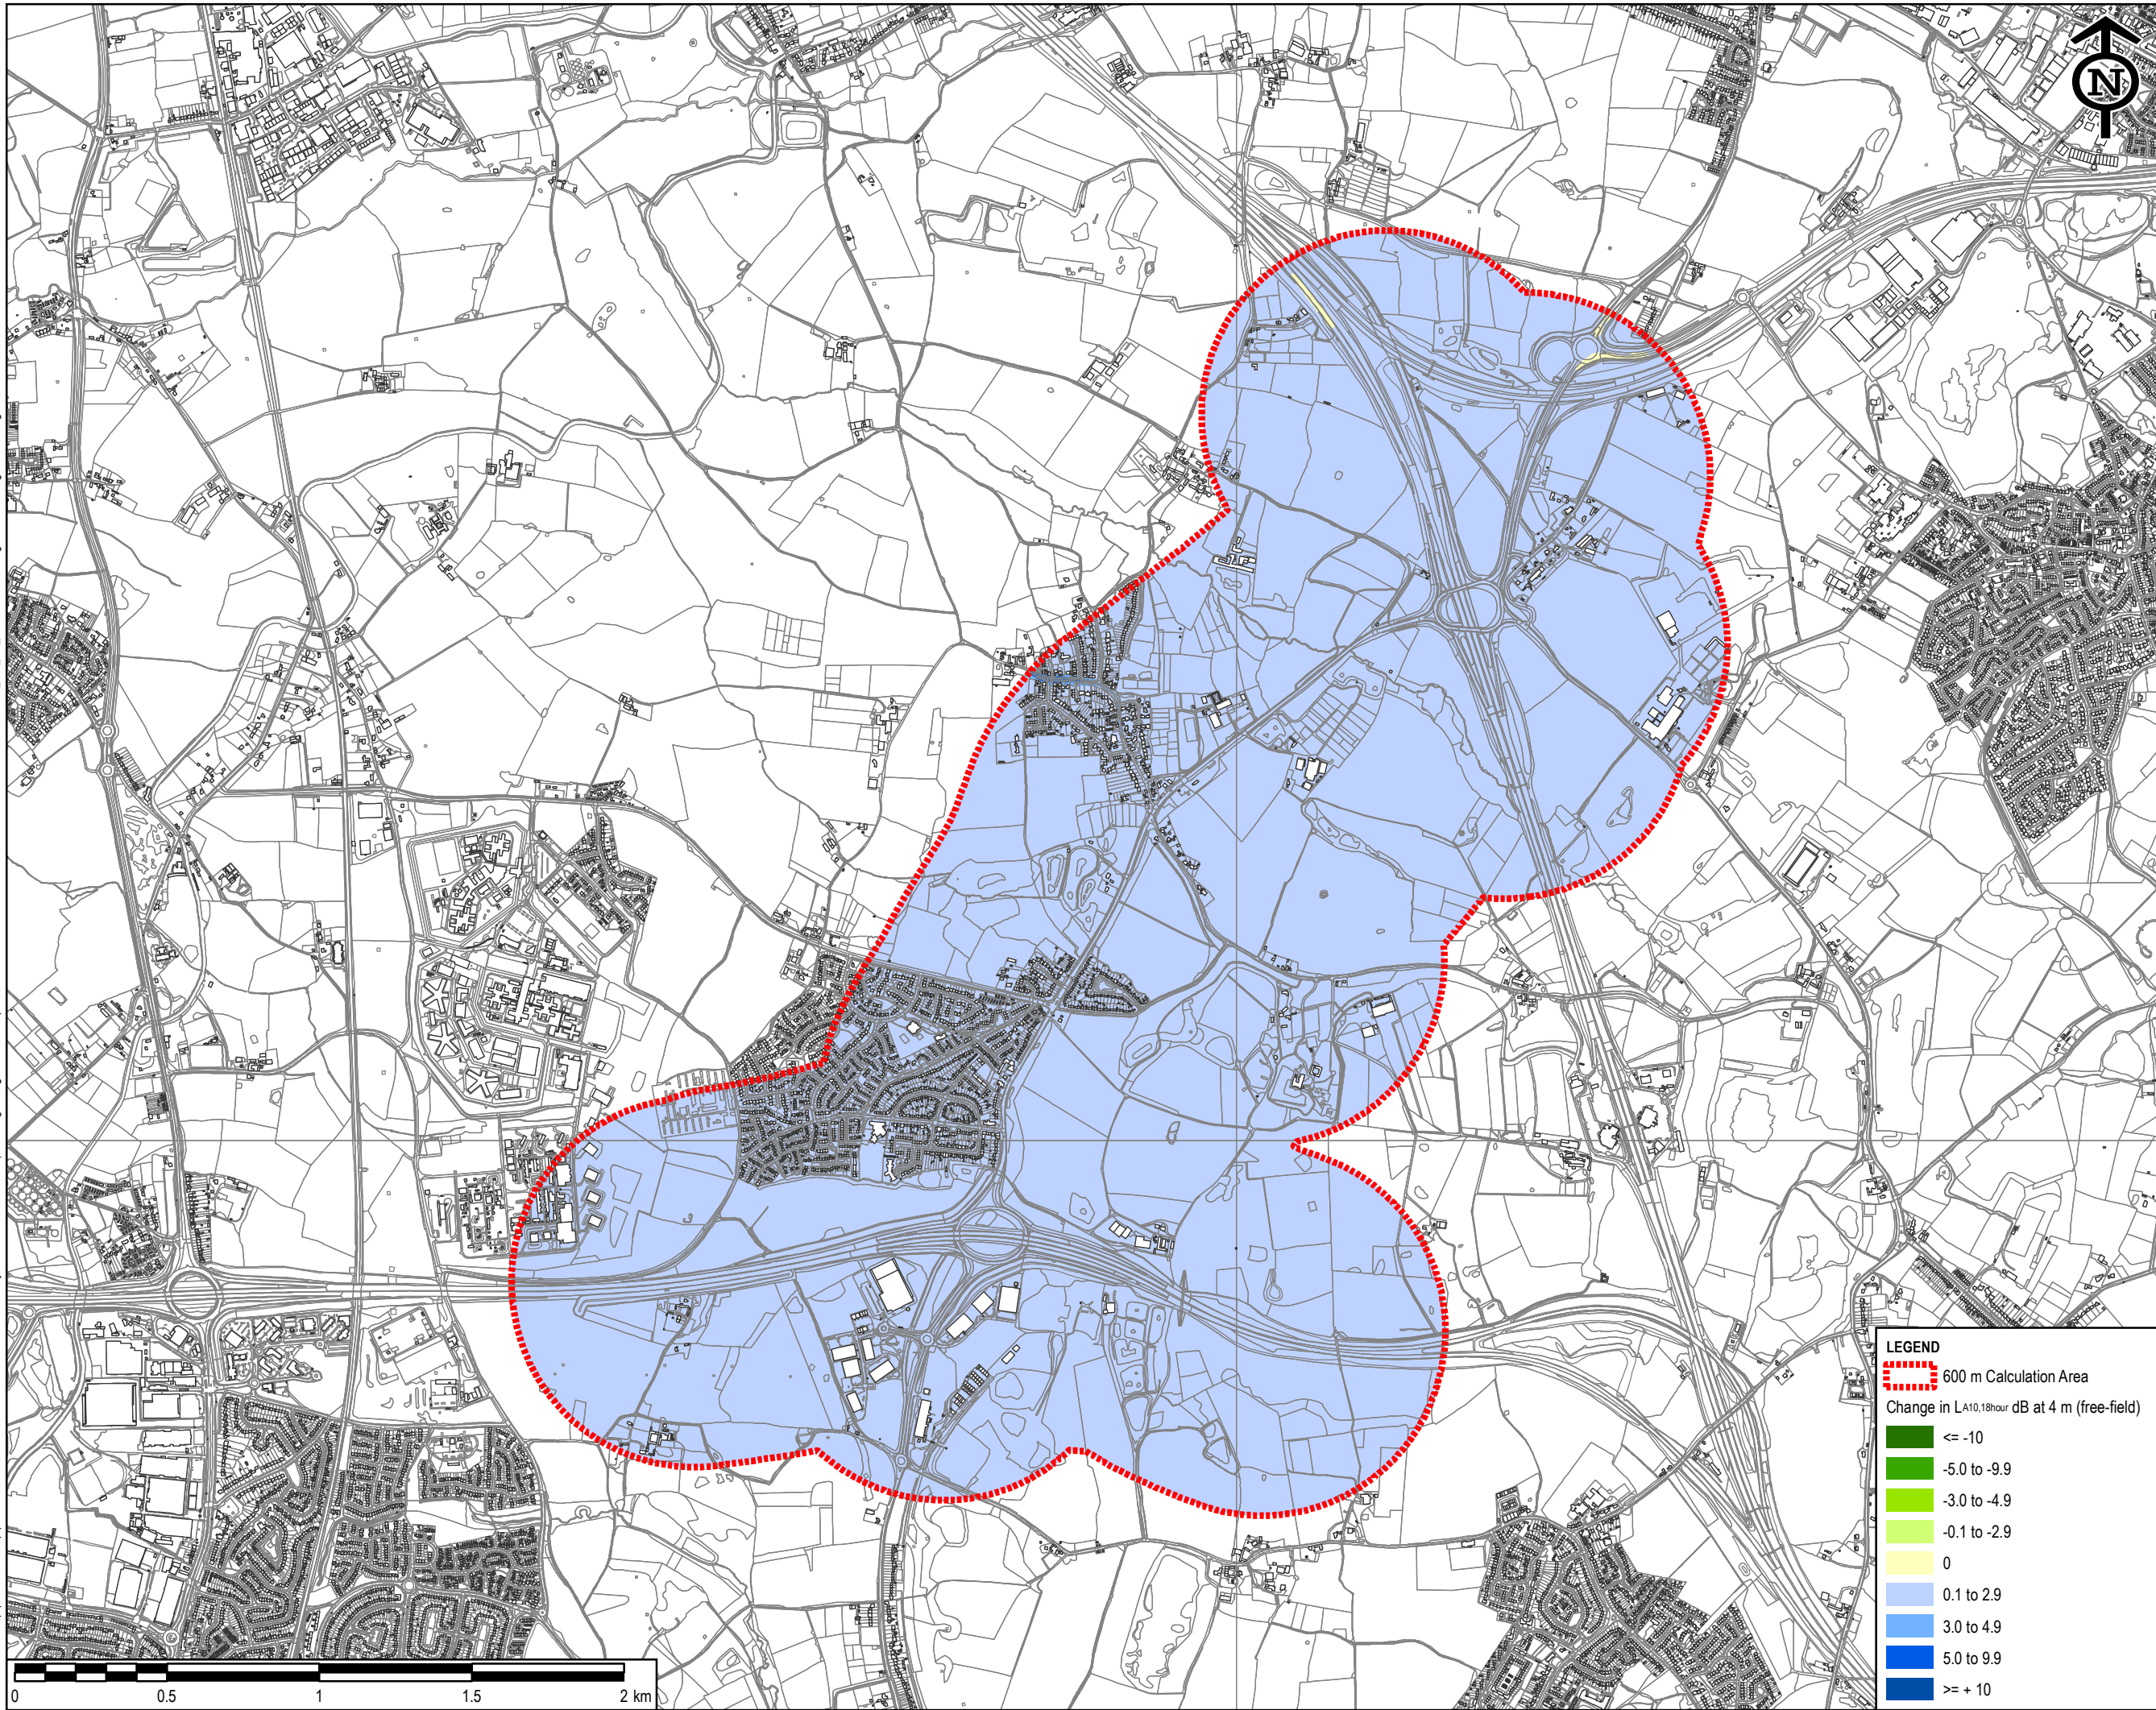 N
LEGEND
600 m Calculation Area
Change in LA10,18hour dB at 4 m (free-field)
<= -10
-5.0 to -9.9
-3.0 to -4.9
-0.1 to -2.9
0
0.1 to 2.9
3.0 to 4.9
5.0 to 9.9
>= + 10
0 0.5 1 1.5 2 km